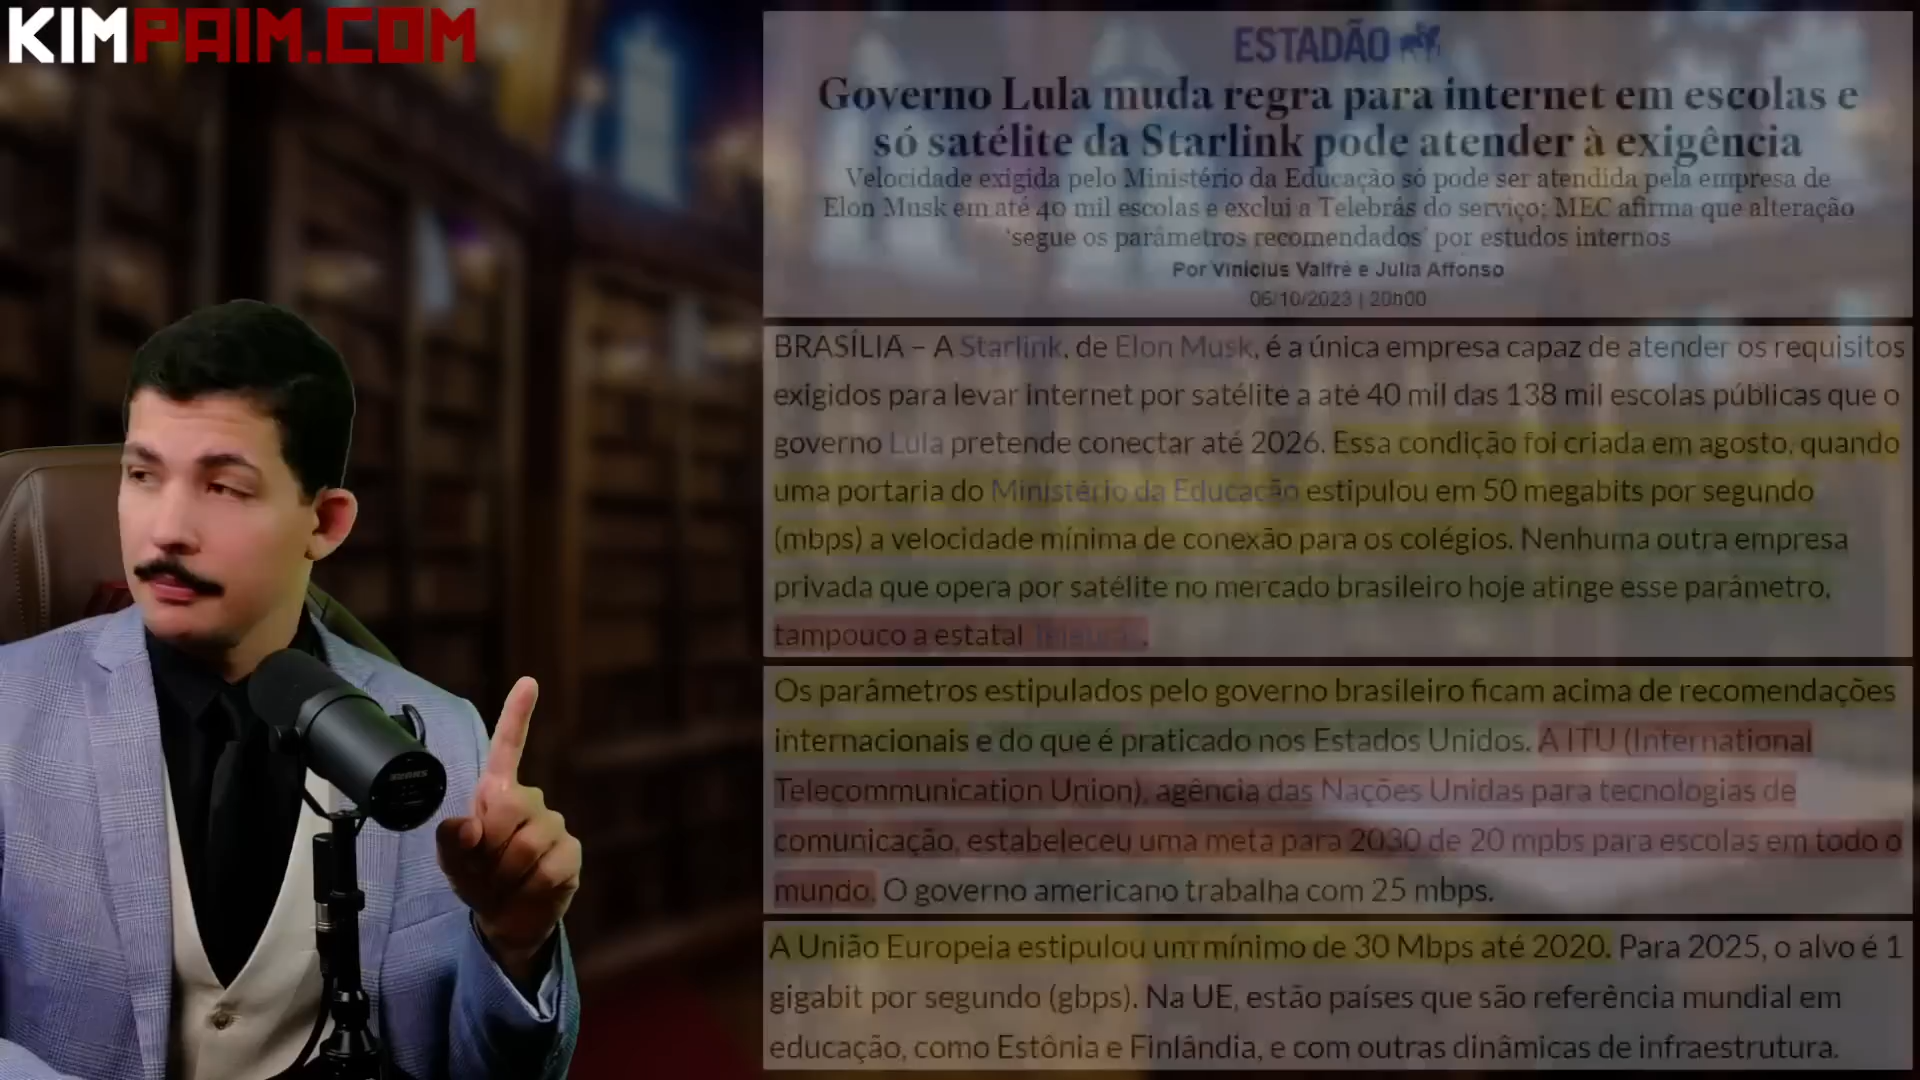 KIMPAIM.COM
ESTADÃO
Governo Lula muda regra para internet em escolas e
só satélite da Starlink pode atender à exigência
Velocidade exigida pelo Ministério da Educação só pode ser atendida pela empresa de
Elon Musk em até 40 mil escolas e exclui a Telebrás do serviço; MEC afirma que alteração
'segue os parâmetros recomendados' por estudos internos
Por Vinícius Valfré e Julia Affonso
06/10/2023 | 20h00
BRASÍLIA – A Starlink, de Elon Musk, é a única empresa capaz de atender os requisitos
exigidos para levar internet por satélite a até 40 mil das 138 mil escolas públicas que o
governo Lula pretende conectar até 2026. Essa condição foi criada em agosto, quando
uma portaria do Ministério da Educação estipulou em 50 megabits por segundo
(mbps) a velocidade mínima de conexão para os colégios. Nenhuma outra empresa
privada que opera por satélite no mercado brasileiro hoje atinge esse parâmetro,
tampouco a estatal
Os parâmetros estipulados pelo governo brasileiro ficam acima de recomendações
internacionais e do que é praticado nos Estados Unidos. A ITU (International
Telecommunication Union), agência das Nações Unidas para tecnologias de
comunicação, estabeleceu uma meta para 2030 de 20 mpbs para escolas em todo o
mundo. O governo americano trabalha com 25 mbps.
A União Europeia estipulou um mínimo de 30 Mbps até 2020. Para 2025, o alvo é 1
gigabit por segundo (gbps). Na UE, estão países que são referência mundial em
educação, como Estônia e Finlândia, e com outras dinâmicas de infraestrutura.